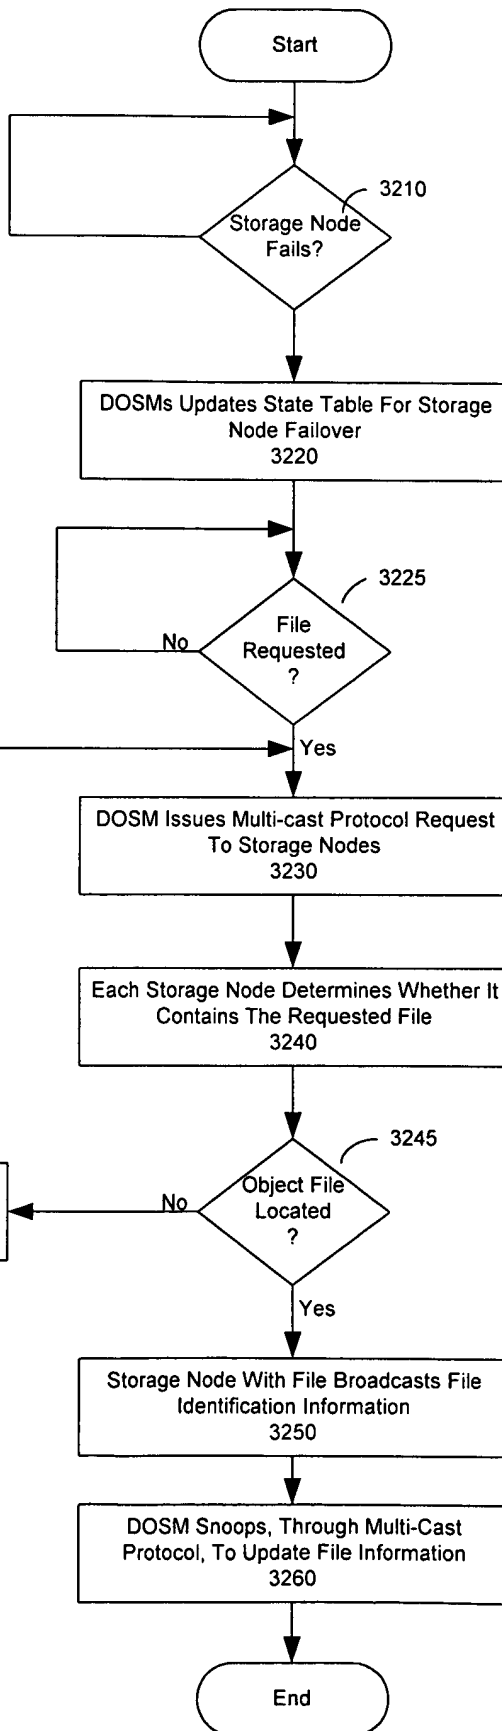 Start
3210
Storage Node
Fails?
DOSMs Updates State Table For Storage
Node Failover
3220
3225
File
Requested
?
No
Yes
DOSM Issues Multi-cast Protocol Request
To Storage Nodes
3230
Each Storage Node Determines Whether It
Contains The Requested File
3240
3245
Object File
Located
?
No
Yes
Storage Node With File Broadcasts File
Identification Information
3250
DOSM Snoops, Through Multi-Cast
Protocol, To Update File Information
3260
End